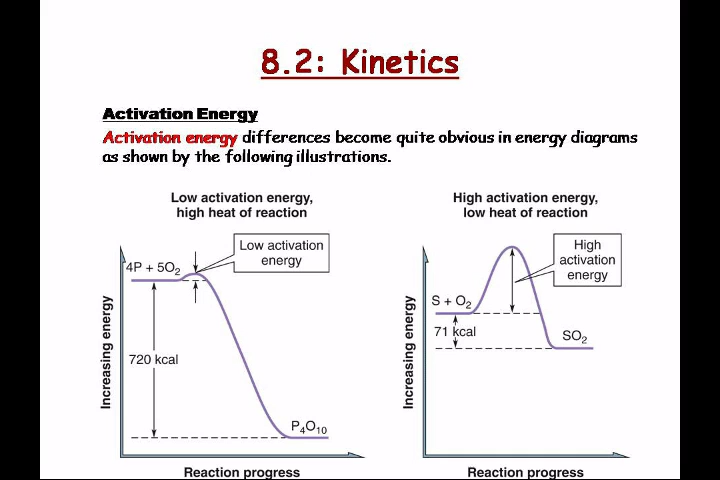 8.2: Kinetics
Activation Energy
Activation energy differences become quite obvious in energy diagrams
as shown by the following illustrations.
Low activation energy,
high heat of reaction
4P + 5O₂
Low activation
energy
720 kcal
P₄O₁₀
Increasing energy
Reaction progress
High activation energy,
low heat of reaction
High
activation
energy
S + O₂
71 kcal
SO₂
Increasing energy
Reaction progress